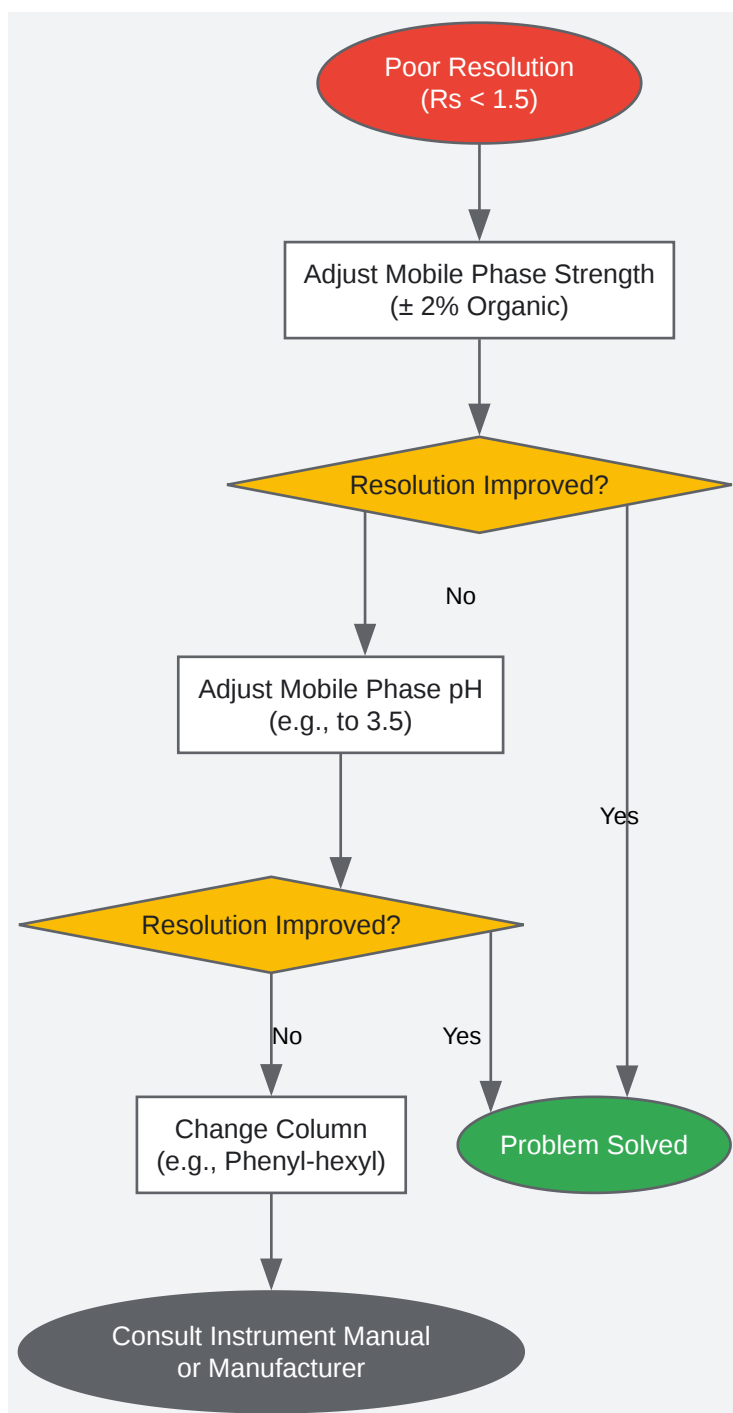 Poor Resolution
(Rs < 1.5)
Adjust Mobile Phase Strength
(± 2% Organic)
Resolution Improved?
No
Adjust Mobile Phase pH
(e.g., to 3.5)
Yes
Resolution Improved?
No
Yes
Change Column
(e.g., Phenyl-hexyl)
Problem Solved
Consult Instrument Manual
or Manufacturer